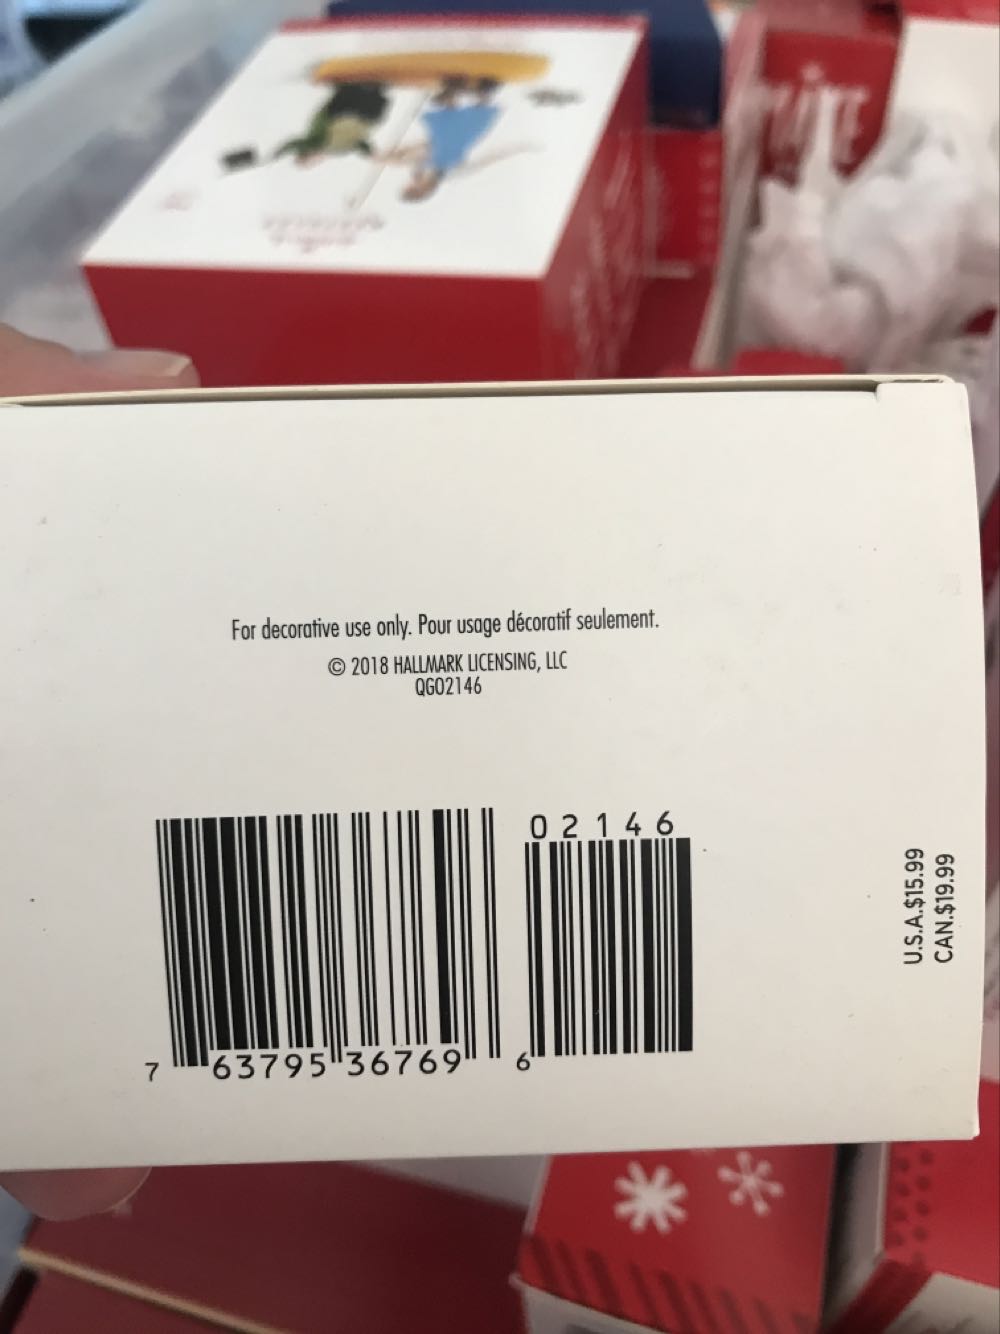 For decorative use only. Pour usage décoratif seulement.
© 2018 HALLMARK LICENSING, LLC
QGO2146
02146
7 63795 36769 6
U.S.A.$15.99
CAN.$19.99